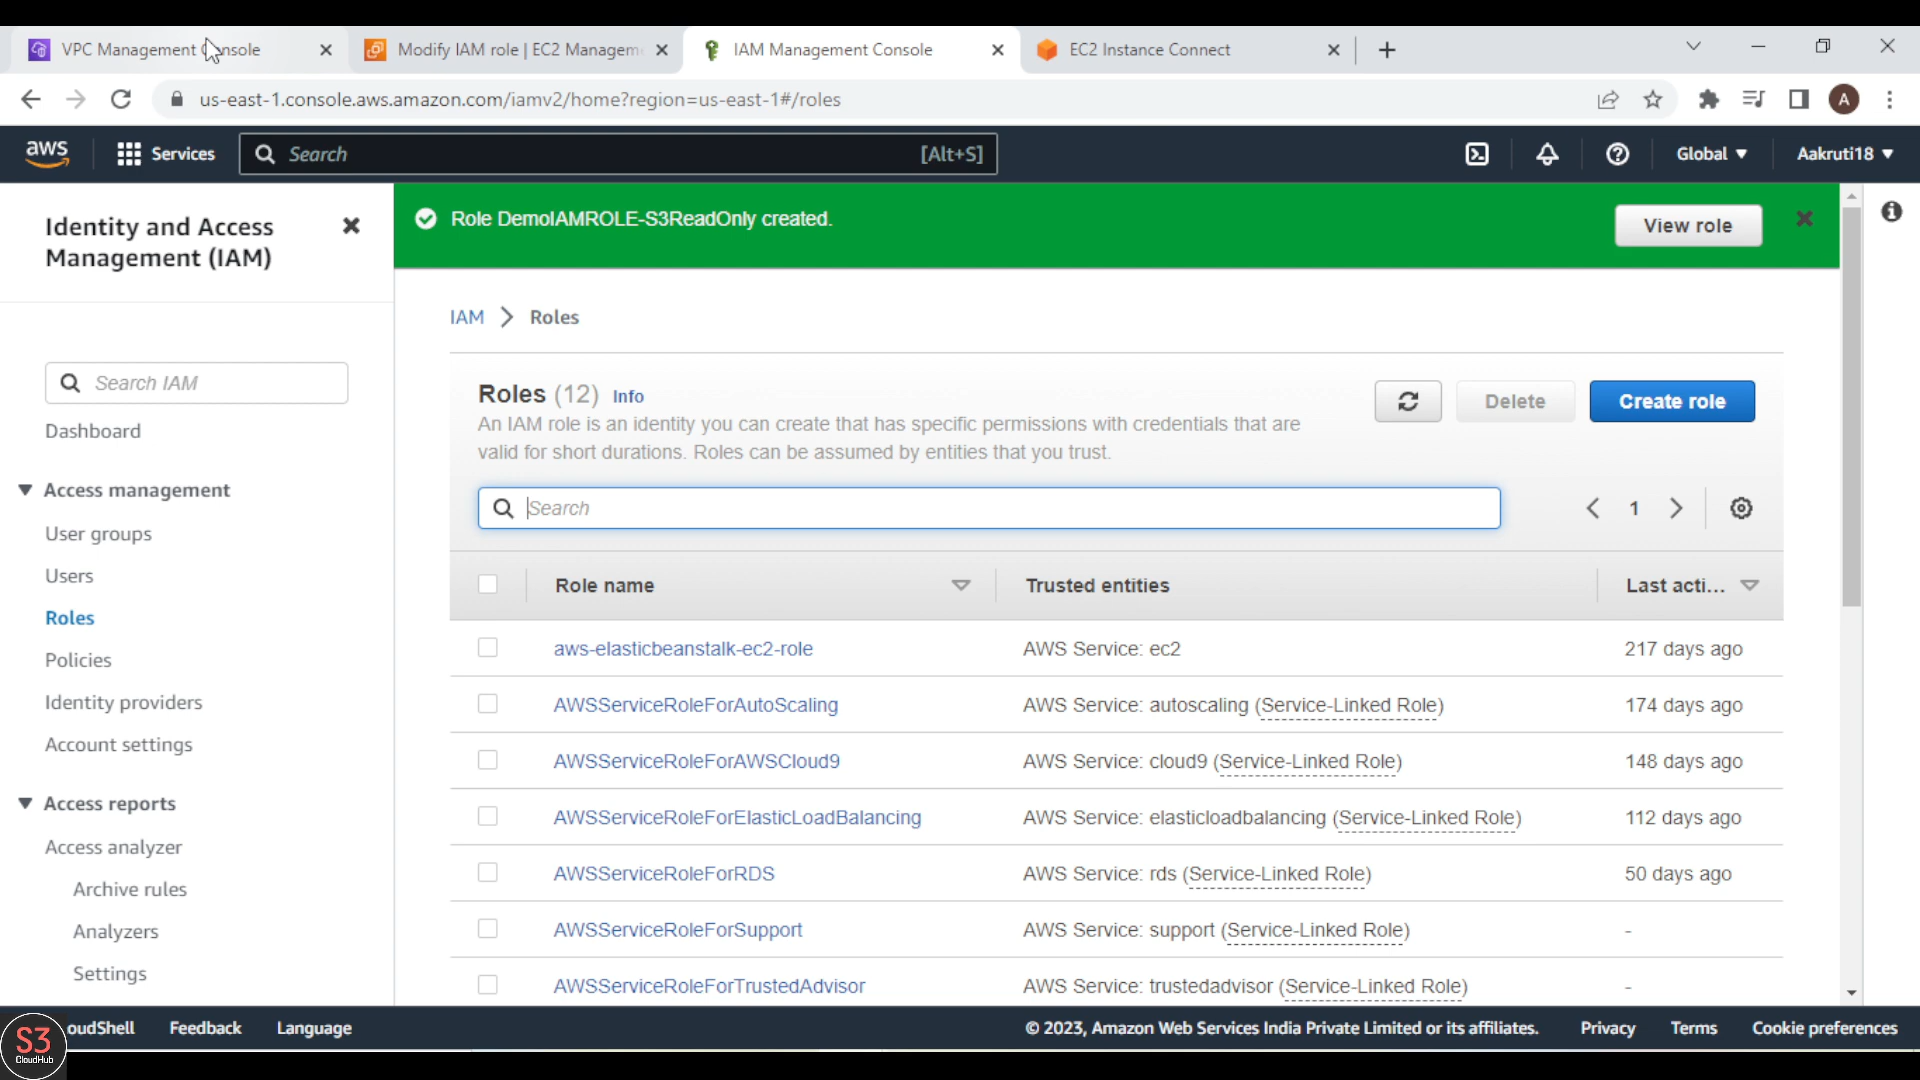 VPC Management Console
Modify IAM role | EC2 Managem
IAM Management Console
EC2 Instance Connect
us-east-1.console.aws.amazon.com/iamv2/home?region=us-east-1#/roles
A
aws
Services
Search
[Alt+S]
Global
Aakruti18
Identity and Access
Management (IAM)
Search IAM
Dashboard
Access management
User groups
Users
Roles
Policies
Identity providers
Account settings
Access reports
Access analyzer
Archive rules
Analyzers
Settings
Role DemoIAMROLE-S3ReadOnly created.
View role
IAM > Roles
Roles (12) Info
An IAM role is an identity you can create that has specific permissions with credentials that are
valid for short durations. Roles can be assumed by entities that you trust.
Delete
Create role
Search
1
Role name
Trusted entities
Last acti...
aws-elasticbeanstalk-ec2-role
AWS Service: ec2
217 days ago
AWSServiceRoleForAutoScaling
AWS Service: autoscaling (Service-Linked Role)
174 days ago
AWSServiceRoleForAWSCloud9
AWS Service: cloud9 (Service-Linked Role)
148 days ago
AWSServiceRoleForElasticLoadBalancing
AWS Service: elasticloadbalancing (Service-Linked Role)
112 days ago
AWSServiceRoleForRDS
AWS Service: rds (Service-Linked Role)
50 days ago
AWSServiceRoleForSupport
AWS Service: support (Service-Linked Role)
-
AWSServiceRoleForTrustedAdvisor
AWS Service: trustedadvisor (Service-Linked Role)
-
S3
CloudHub
oudShell
Feedback
Language
© 2023, Amazon Web Services India Private Limited or its affiliates.
Privacy
Terms
Cookie preferences